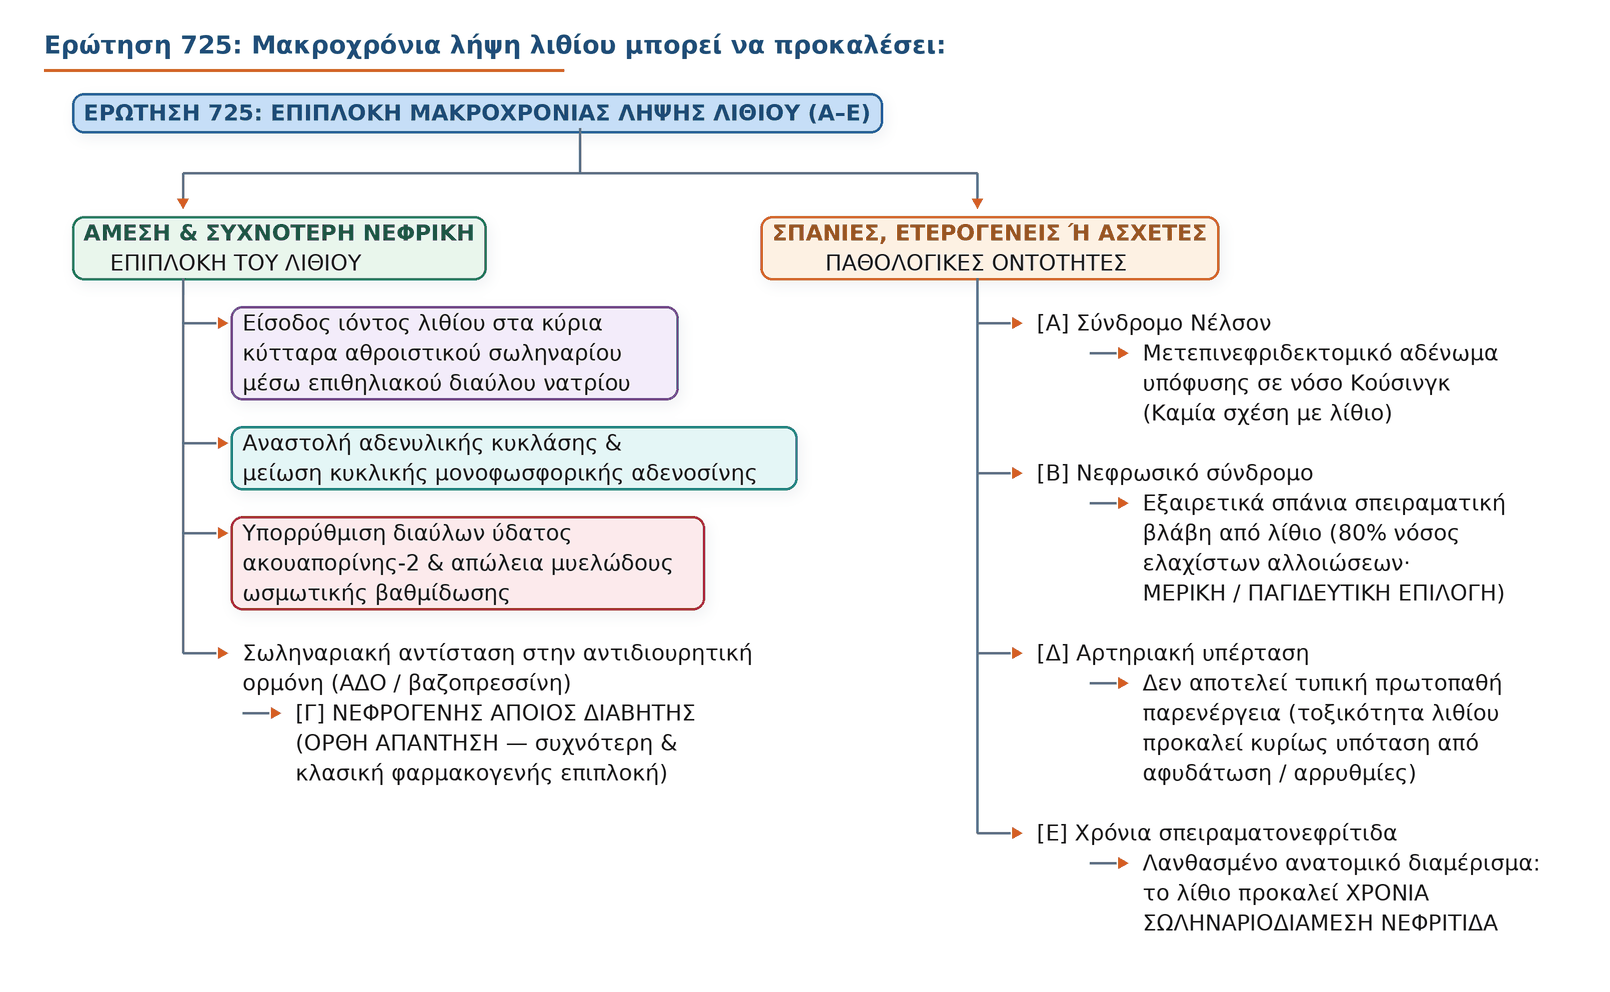 Ερώτηση 725: Μακροχρόνια λήψη λιθίου μπορεί να προκαλέσει:
ΕΡΩΤΗΣΗ 725: ΕΠΙΠΛΟΚΗ ΜΑΚΡΟΧΡΟΝΙΑΣ ΛΗΨΗΣ ΛΙΘΙΟΥ (Α–Ε)
ΑΜΕΣΗ & ΣΥΧΝΟΤΕΡΗ ΝΕΦΡΙΚΗ
ΕΠΙΠΛΟΚΗ ΤΟΥ ΛΙΘΙΟΥ
Είσοδος ιόντος λιθίου στα κύρια
κύτταρα αθροιστικού σωληναρίου
μέσω επιθηλιακού διαύλου νατρίου
Αναστολή αδενυλικής κυκλάσης &
μείωση κυκλικής μονοφωσφορικής αδενοσίνης
Υπορρύθμιση διαύλων ύδατος
ακουαπορίνης-2 & απώλεια μυελώδους
ωσμωτικής βαθμίδωσης
Σωληναριακή αντίσταση στην αντιδιουρητική
ορμόνη (ΑΔΟ / βαζοπρεσσίνη)
[Γ] ΝΕΦΡΟΓΕΝΗΣ ΑΠΟΙΟΣ ΔΙΑΒΗΤΗΣ
(ΟΡΘΗ ΑΠΑΝΤΗΣΗ — συχνότερη &
κλασική φαρμακογενής επιπλοκή)
ΣΠΑΝΙΕΣ, ΕΤΕΡΟΓΕΝΕΙΣ Ή ΑΣΧΕΤΕΣ
ΠΑΘΟΛΟΓΙΚΕΣ ΟΝΤΟΤΗΤΕΣ
[Α] Σύνδρομο Νέλσον
Μετεπινεφριδεκτομικό αδένωμα
υπόφυσης σε νόσο Κούσινγκ
(Καμία σχέση με λίθιο)
[Β] Νεφρωσικό σύνδρομο
Εξαιρετικά σπάνια σπειραματική
βλάβη από λίθιο (80% νόσος
ελαχίστων αλλοιώσεων·
ΜΕΡΙΚΗ / ΠΑΓΙΔΕΥΤΙΚΗ ΕΠΙΛΟΓΗ)
[Δ] Αρτηριακή υπέρταση
Δεν αποτελεί τυπική πρωτοπαθή
παρενέργεια (τοξικότητα λιθίου
προκαλεί κυρίως υπόταση από
αφυδάτωση / αρρυθμίες)
[Ε] Χρόνια σπειραματονεφρίτιδα
Λανθασμένο ανατομικό διαμέρισμα:
το λίθιο προκαλεί ΧΡΟΝΙΑ
ΣΩΛΗΝΑΡΙΟΔΙΑΜΕΣΗ ΝΕΦΡΙΤΙΔΑ